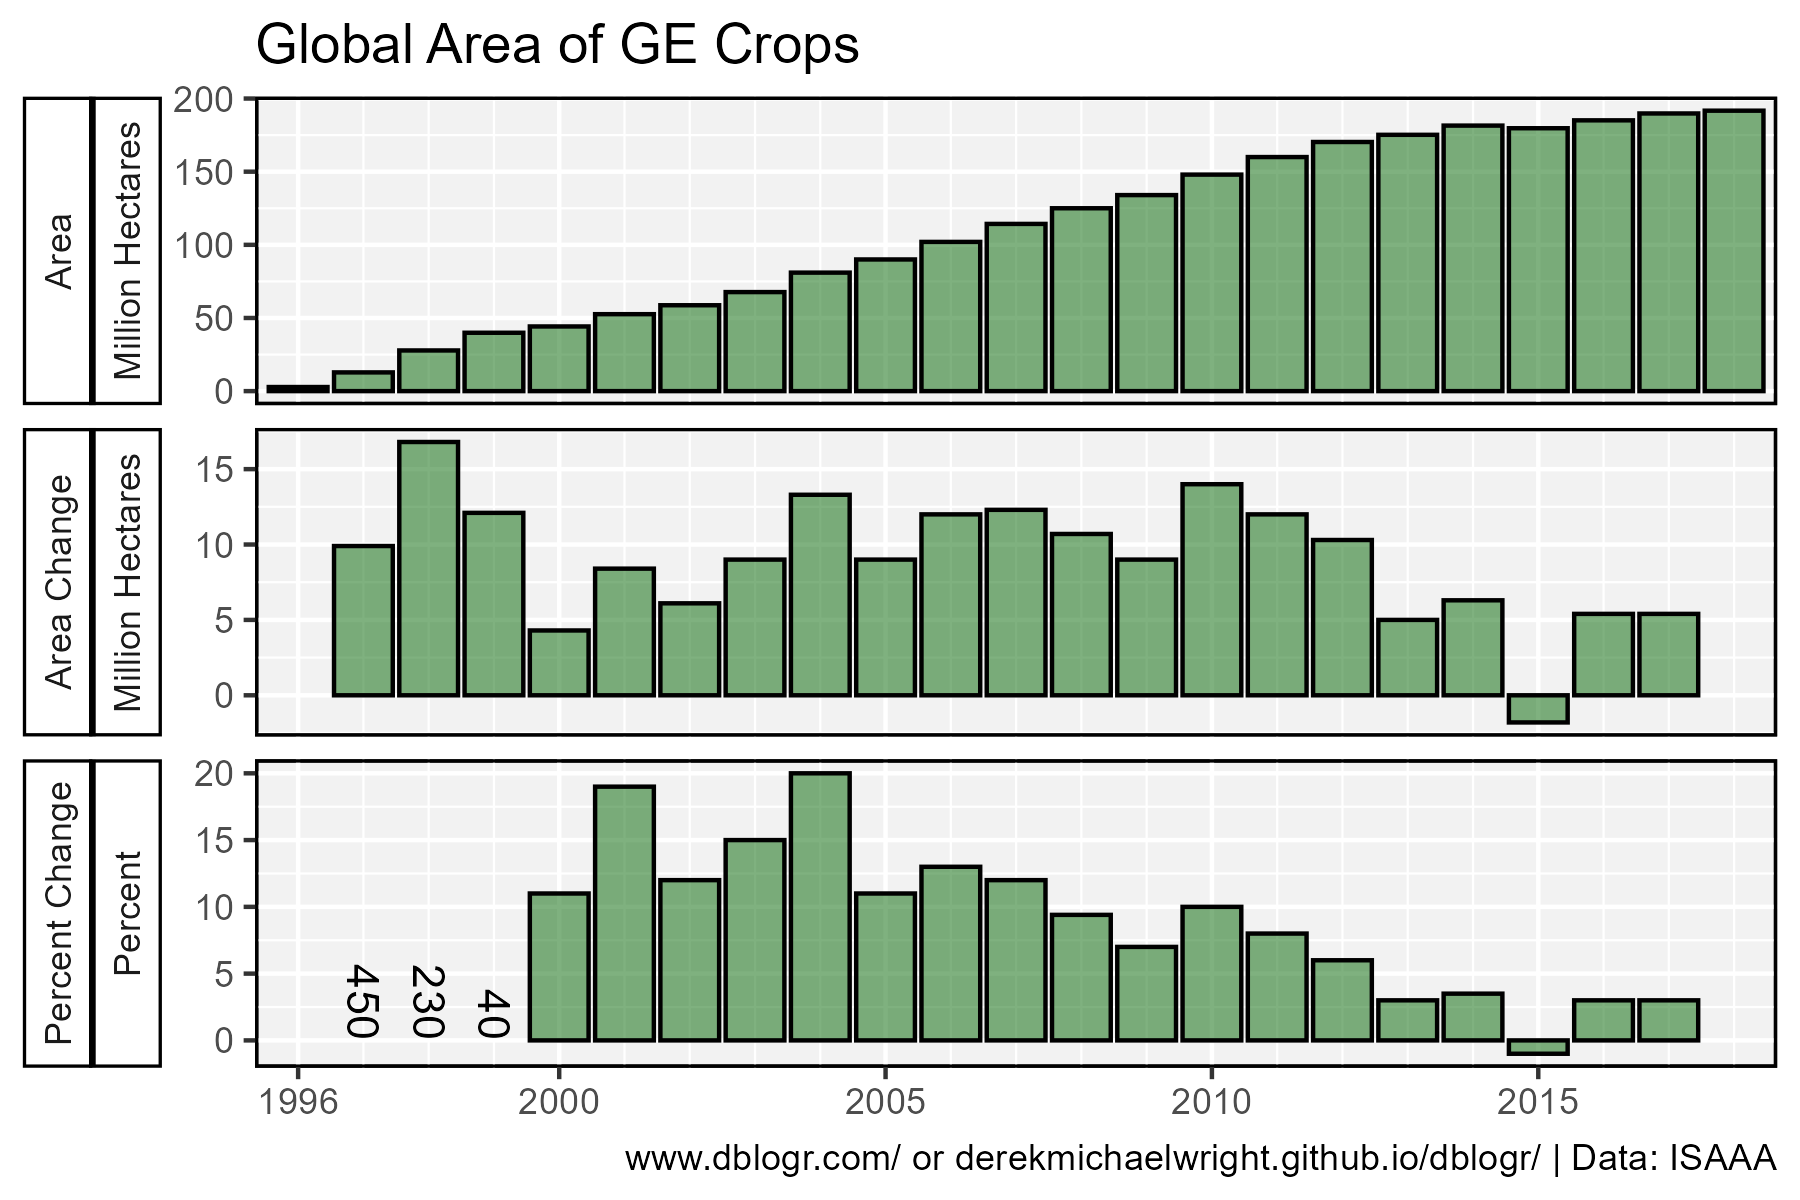 Global Area of GE Crops
Area
Million Hectares
200
150
100
50
0
Area Change
Million Hectares
15
10
5
0
Percent Change
Percent
20
15
10
5
0
450
230
40
1996 2000 2005 2010 2015
www.dblogr.com/ or derekmichaelwright.github.io/dblogr/ | Data: ISAAA